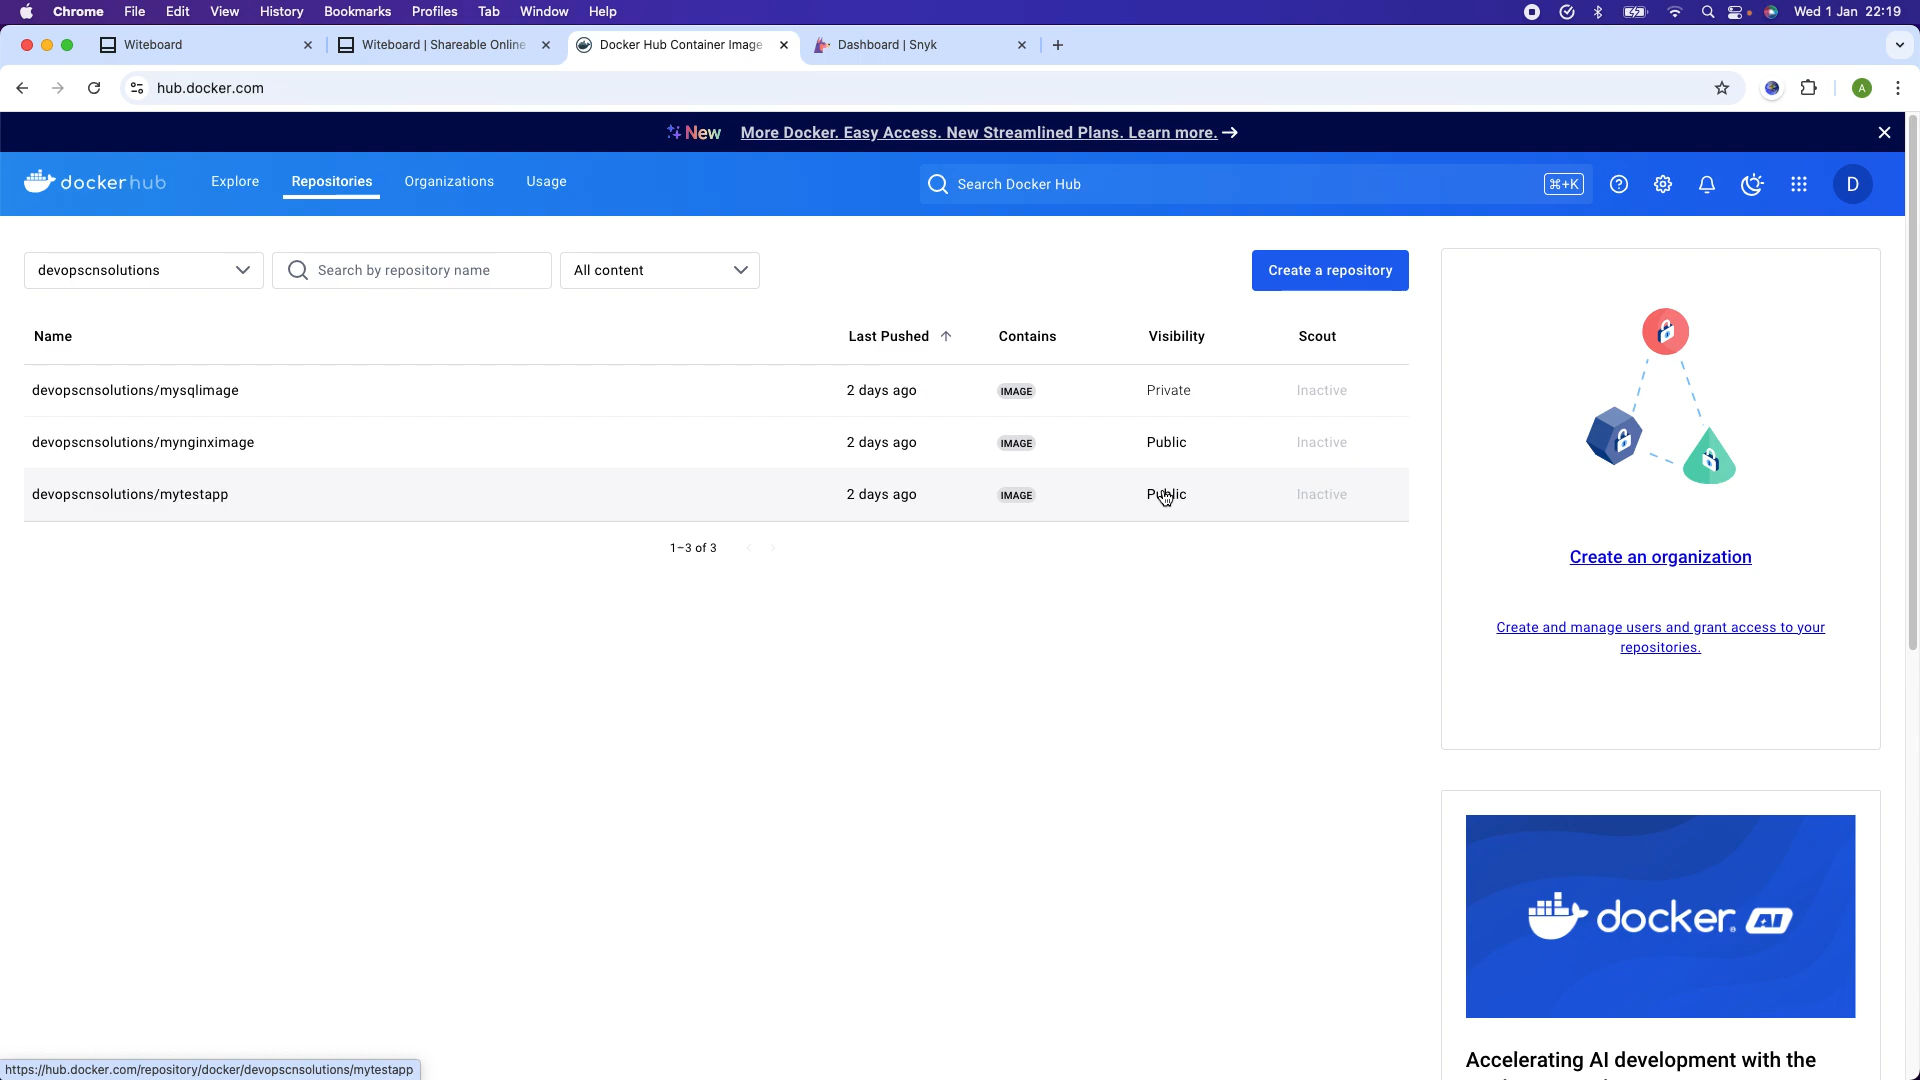 Chrome File Edit View History Bookmarks Profiles Tab Window Help Wed 1 Jan 22:19
Witeboard Witeboard | Shareable Online Docker Hub Container Image Dashboard | Snyk
hub.docker.com A
New More Docker. Easy Access. New Streamlined Plans. Learn more. →
dockerhub Explore Repositories Organizations Usage Search Docker Hub ⌘+K D
devopscnsolutions Search by repository name All content Create a repository
Name Last Pushed ↑ Contains Visibility Scout
devopscnsolutions/mysqlimage 2 days ago IMAGE Private Inactive
devopscnsolutions/mynginximage 2 days ago IMAGE Public Inactive
devopscnsolutions/mytestapp 2 days ago IMAGE Public Inactive
1–3 of 3
Create an organization
Create and manage users and grant access to your
repositories.
docker. AI
Accelerating AI development with the
https://hub.docker.com/repository/docker/devopscnsolutions/mytestapp